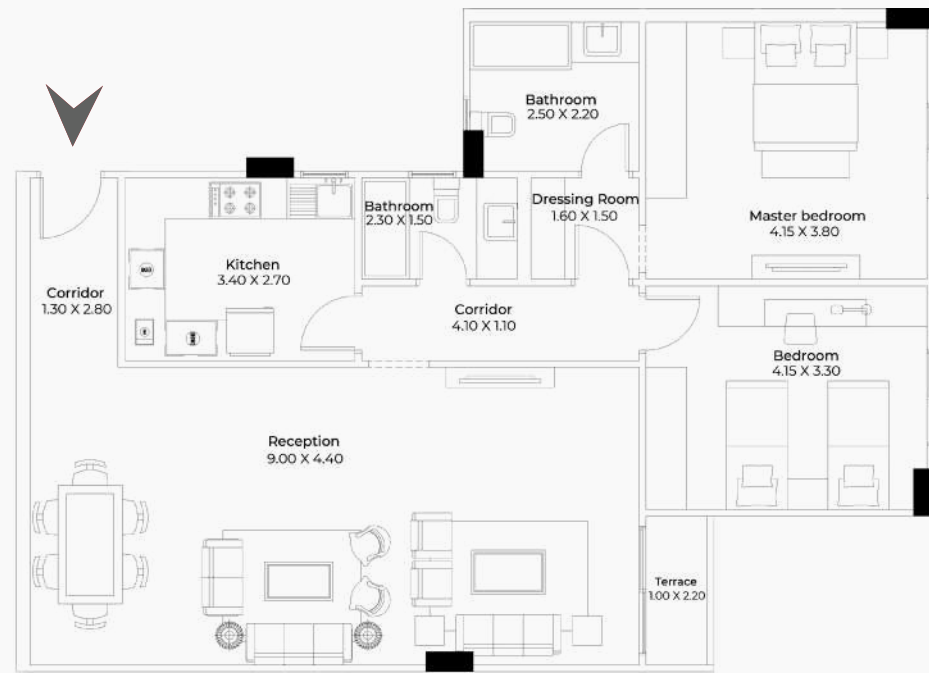 Bathroom
2.50 X 2.20
Master bedroom
4.15 X 3.80
Dressing Room
1.60 X 1.50
Bathroom
2.30 X 1.50
Kitchen
3.40 X 2.70
Corridor
1.30 X 2.80
Corridor
4.10 X 1.10
Bedroom
4.15 X 3.30
Reception
9.00 X 4.40
Terrace
1.00 X 2.20